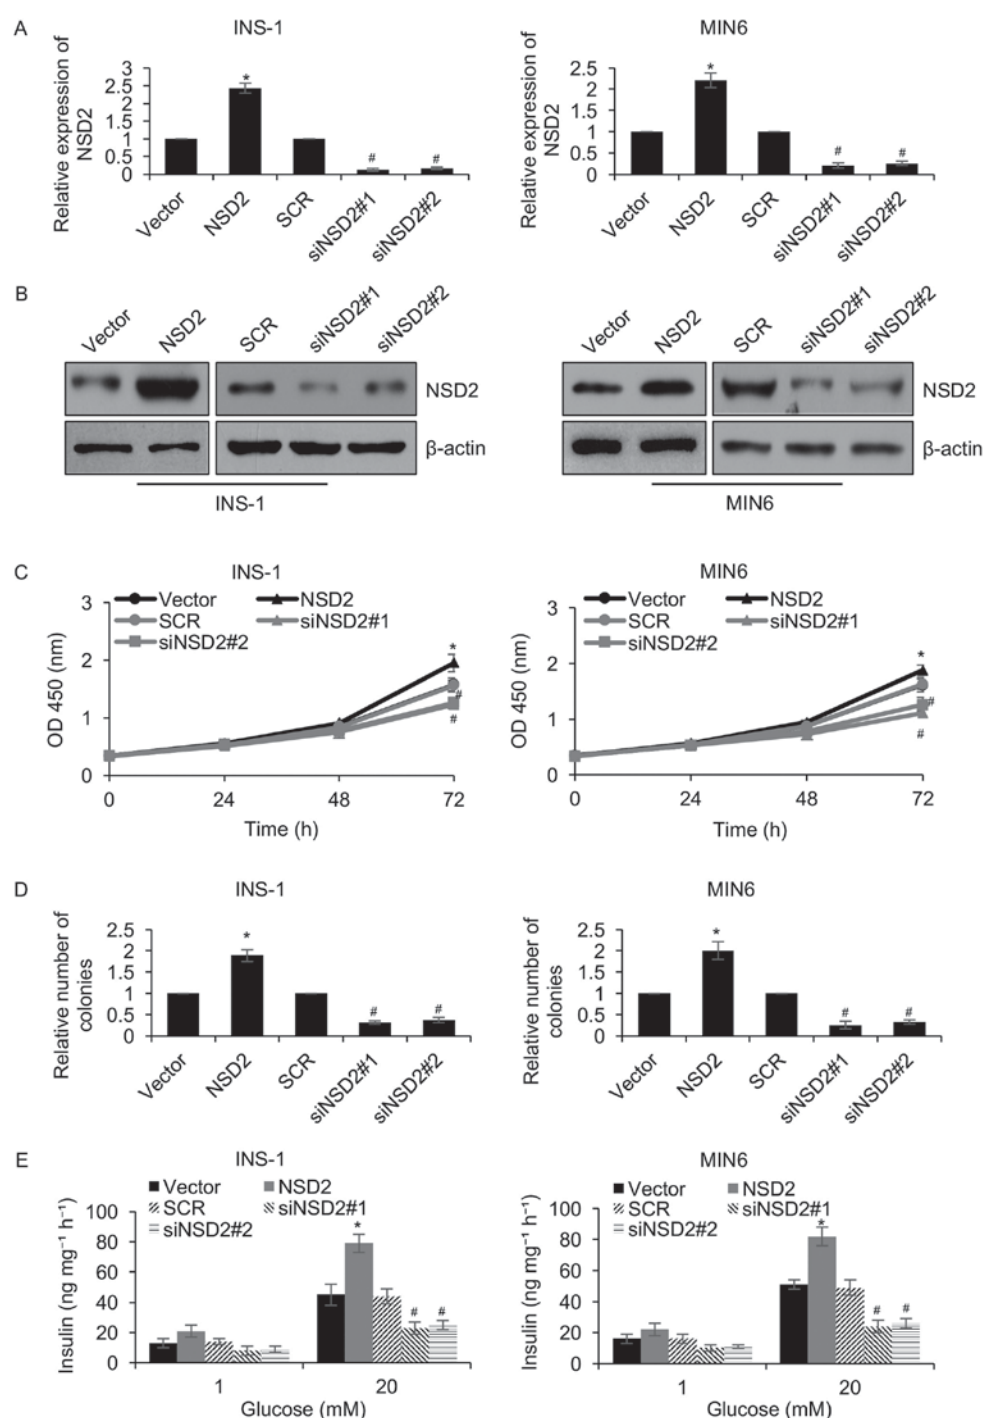 A
INS-1
MIN6
Relative expression of
NSD2
3
2.5
2
1.5
1
0.5
0
*
#
#
Vector
NSD2
SCR
siNSD2#1
siNSD2#2
Relative expression of
NSD2
2.5
2
1.5
1
0.5
0
*
#
#
Vector
NSD2
SCR
siNSD2#1
siNSD2#2
B
Vector
NSD2
SCR
siNSD2#1
siNSD2#2
NSD2
β-actin
INS-1
Vector
NSD2
SCR
siNSD2#1
siNSD2#2
NSD2
β-actin
MIN6
C
INS-1
Vector
NSD2
SCR
siNSD2#1
siNSD2#2
OD 450 (nm)
3
2
1
0
*
#
#
0 24 48 72
Time (h)
MIN6
Vector
NSD2
SCR
siNSD2#1
siNSD2#2
OD 450 (nm)
3
2
1
0
*
#
#
0 24 48 72
Time (h)
D
INS-1
Relative number of
colonies
2.5
2
1.5
1
0.5
0
*
#
#
Vector
NSD2
SCR
siNSD2#1
siNSD2#2
MIN6
Relative number of
colonies
2.5
2
1.5
1
0.5
0
*
#
#
Vector
NSD2
SCR
siNSD2#1
siNSD2#2
E
INS-1
Vector
NSD2
SCR
siNSD2#1
siNSD2#2
Insulin (ng mg⁻¹ h⁻¹)
100
80
60
40
20
0
*
#
#
1 20
Glucose (mM)
MIN6
Vector
NSD2
SCR
siNSD2#1
siNSD2#2
Insulin (ng mg⁻¹ h⁻¹)
100
80
60
40
20
0
*
#
#
1 20
Glucose (mM)